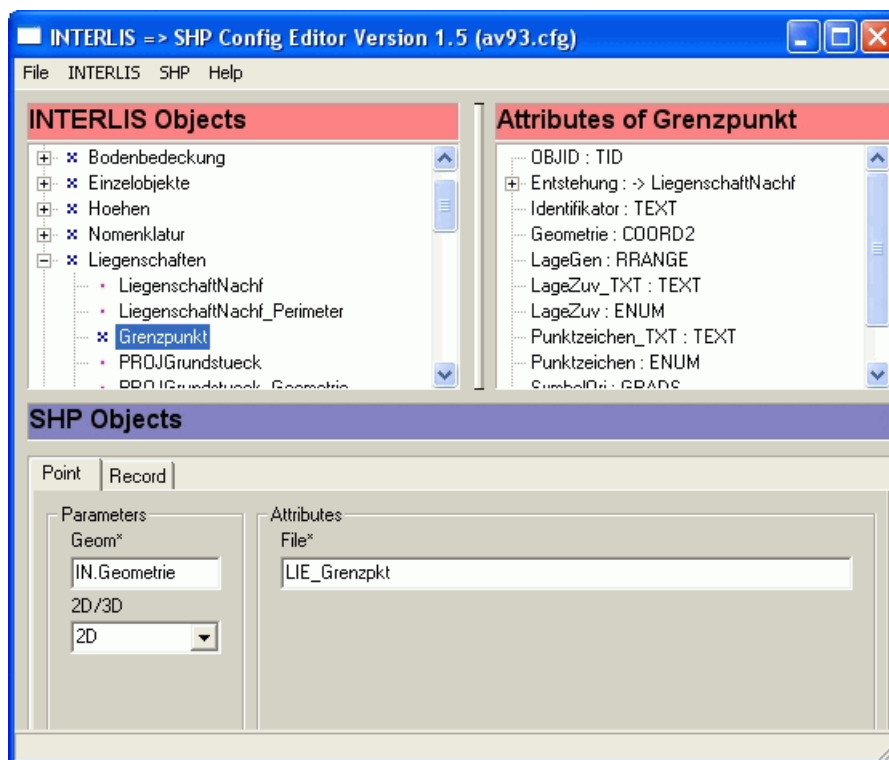 INTERLIS => SHP Config Editor Version 1.5 (av93.cfg)
File INTERLIS SHP Help
INTERLIS Objects
Bodenbedeckung
Einzelobjekte
Hoehen
Nomenklatur
Liegenschaften
LiegenschaftNachf
LiegenschaftNachf_Perimeter
Grenzpunkt
PROJGrundstueck
PROJGrundstueck_Geometrie
Attributes of Grenzpunkt
OBJID : TID
Entstehung : -> LiegenschaftNachf
Identifikator : TEXT
Geometrie : COORD2
LageGen : RRANGE
LageZuv_TXT : TEXT
LageZuv : ENUM
Punktzeichen_TXT : TEXT
Punktzeichen : ENUM
SymbolOri : GRADS
SHP Objects
Point Record
Parameters
Geom*
IN.Geometrie
2D/3D
2D
Attributes
File*
LIE_Grenzpkt